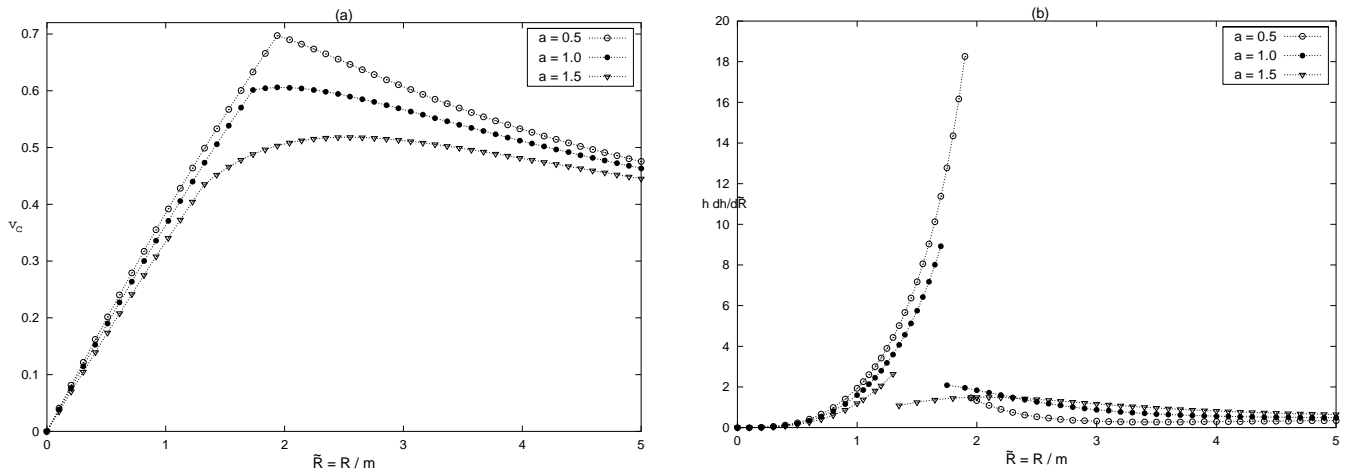 (a)
0.7
0.6
0.5
0.4
0.3
0.2
0.1
0
v_c
0 1 2 3 4 5
R̃ = R / m
a = 0.5
a = 1.0
a = 1.5
(b)
20
18
16
14
12
10
8
6
4
2
0
h dh/dR̃
0 1 2 3 4 5
R̃ = R / m
a = 0.5
a = 1.0
a = 1.5